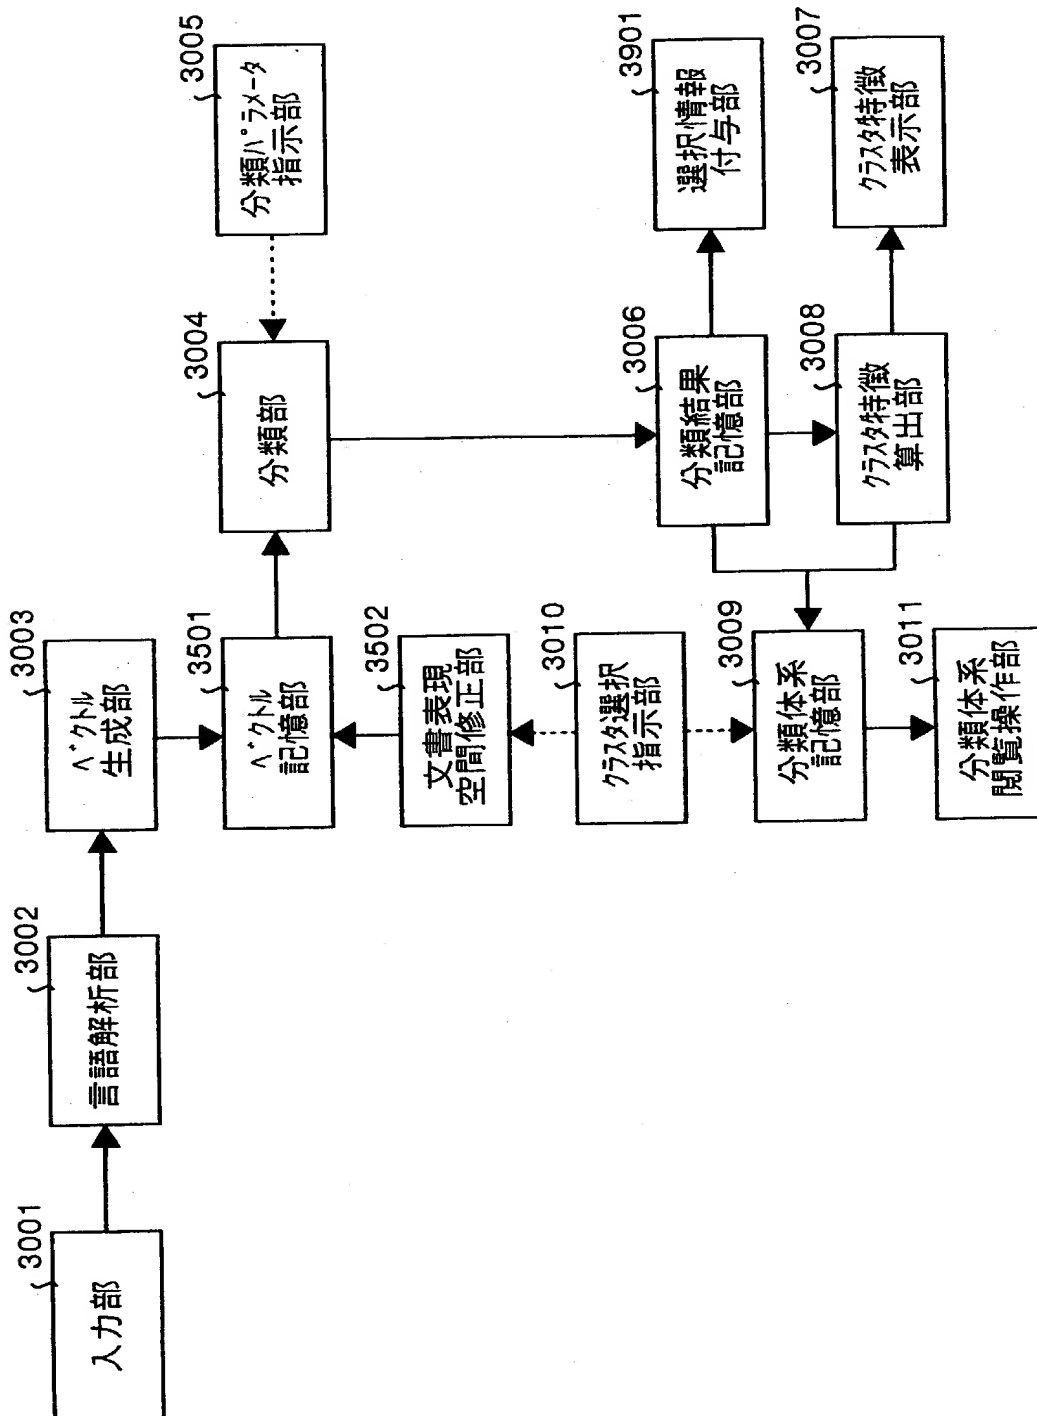 3001
入力部
3002
言語解析部
3003
ベクトル
生成部
3501
ベクトル
記憶部
3502
文書表現
空間修正部
3010
クラスタ選択
指示部
3009
分類体系
記憶部
3011
分類体系
閲覧操作部
3004
分類部
3005
分類パラメータ
指示部
3006
分類結果
記憶部
3008
クラスタ特徴
算出部
3901
選択情報
付与部
3007
クラスタ特徴
表示部